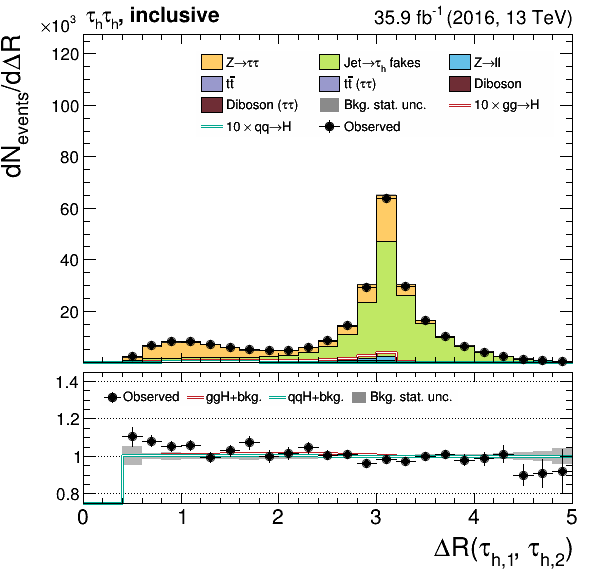 ×10³ τₕτₕ, inclusive 35.9 fb⁻¹ (2016, 13 TeV)
dN_events/dΔR
120
100
80
60
40
20
Z→ττ Jet→τₕ fakes Z→ll
tt̄ tt̄ (ττ) Diboson
Diboson (ττ) Bkg. stat. unc. 10 × gg→H
10 × qq→H Observed
1.4
1.2
1
0.8
Observed ggH+bkg. qqH+bkg. Bkg. stat. unc.
0 1 2 3 4 5
ΔR(τₕ,₁, τₕ,₂)